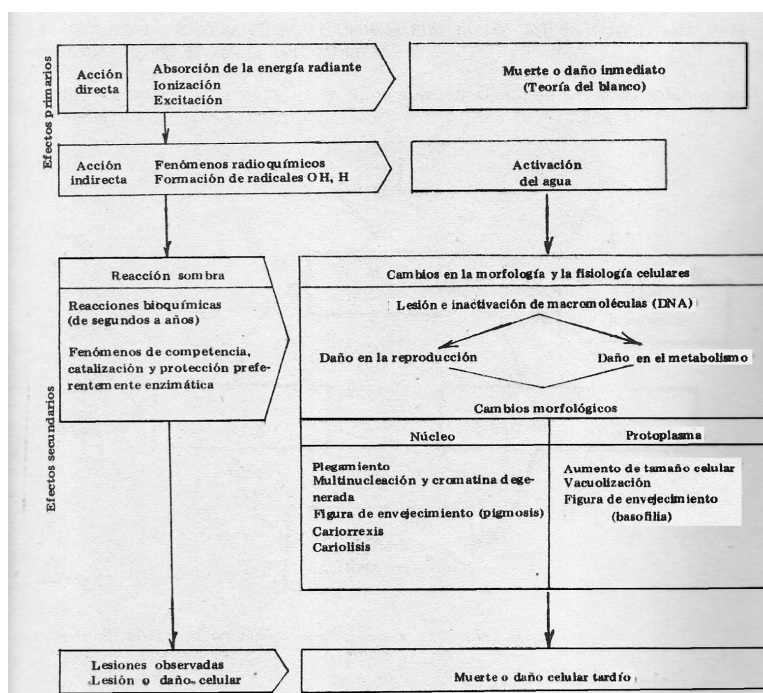 Efectos primarios
Acción
directa
Absorción de la energía radiante
Ionización
Excitación
Muerte o daño inmediato
(Teoría del blanco)
Acción
indirecta
Fenómenos radioquímicos
Formación de radicales OH, H
Activación
del agua
Efectos secundarios
Reacción sombra
Reacciones bioquímicas
(de segundos a años)
Fenómenos de competencia,
catalización y protección prefe-
rentemente enzimática
Cambios en la morfología y la fisiología celulares
Lesión e inactivación de macromoléculas (DNA)
Daño en la reproducción
Daño en el metabolismo
Cambios morfológicos
Núcleo
Plegamiento
Multinucleación y cromatina dege-
nerada
Figura de envejecimiento (pigmosis)
Cariorrexis
Cariolisis
Protoplasma
Aumento de tamaño celular
Vacuolización
Figura de envejecimiento
(basofilia)
Lesiones observadas
Lesión o daño celular
Muerte o daño celular tardío